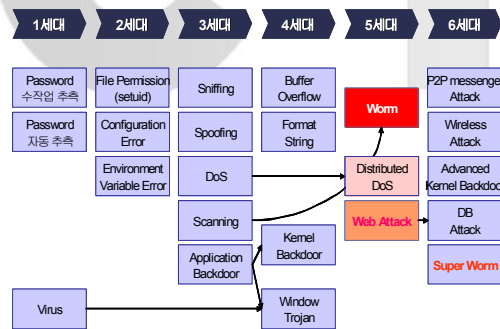 1세대
2세대
3세대
4세대
5세대
6세대
Password
수작업 추측
Password
자동 추측
Virus
File Permission
(setuid)
Configuration
Error
Environment
Variable Error
Sniffing
Spoofing
DoS
Scanning
Application
Backdoor
Buffer
Overflow
Format
String
Kernel
Backdoor
Window
Trojan
Worm
Distributed
DoS
Web Attack
P2P messenge
Attack
Wireless
Attack
Advanced
Kernel Backdoo
DB
Attack
Super Worm